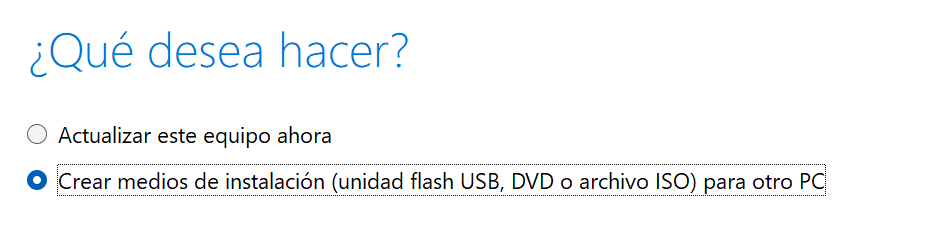 ¿Qué desea hacer?
Actualizar este equipo ahora
Crear medios de instalación (unidad flash USB, DVD o archivo ISO) para otro PC